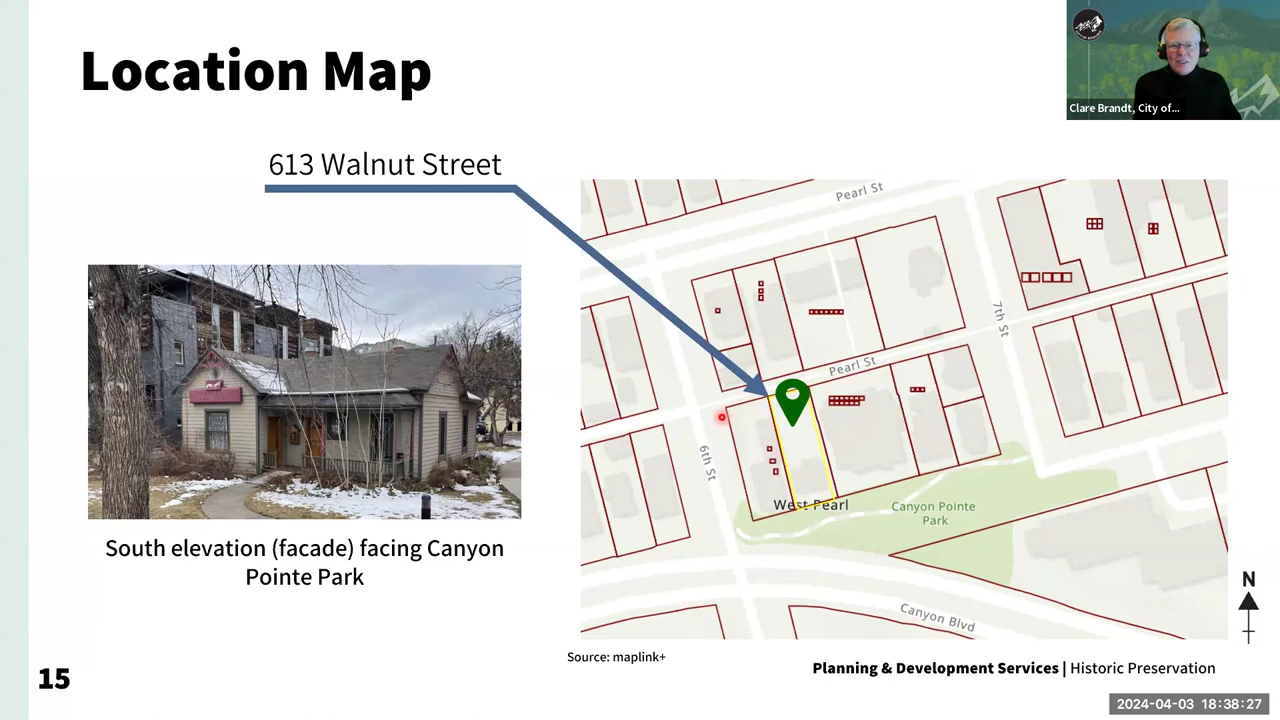 Location Map
Clare Brandt, City of...
613 Walnut Street
Pearl St
7th St
Pearl St
6th St
West Pearl
Canyon Pointe
Park
Canyon Blvd
South elevation (facade) facing Canyon
Pointe Park
N
Source: maplink+
Planning & Development Services | Historic Preservation
15
2024-04-03 18:38:27